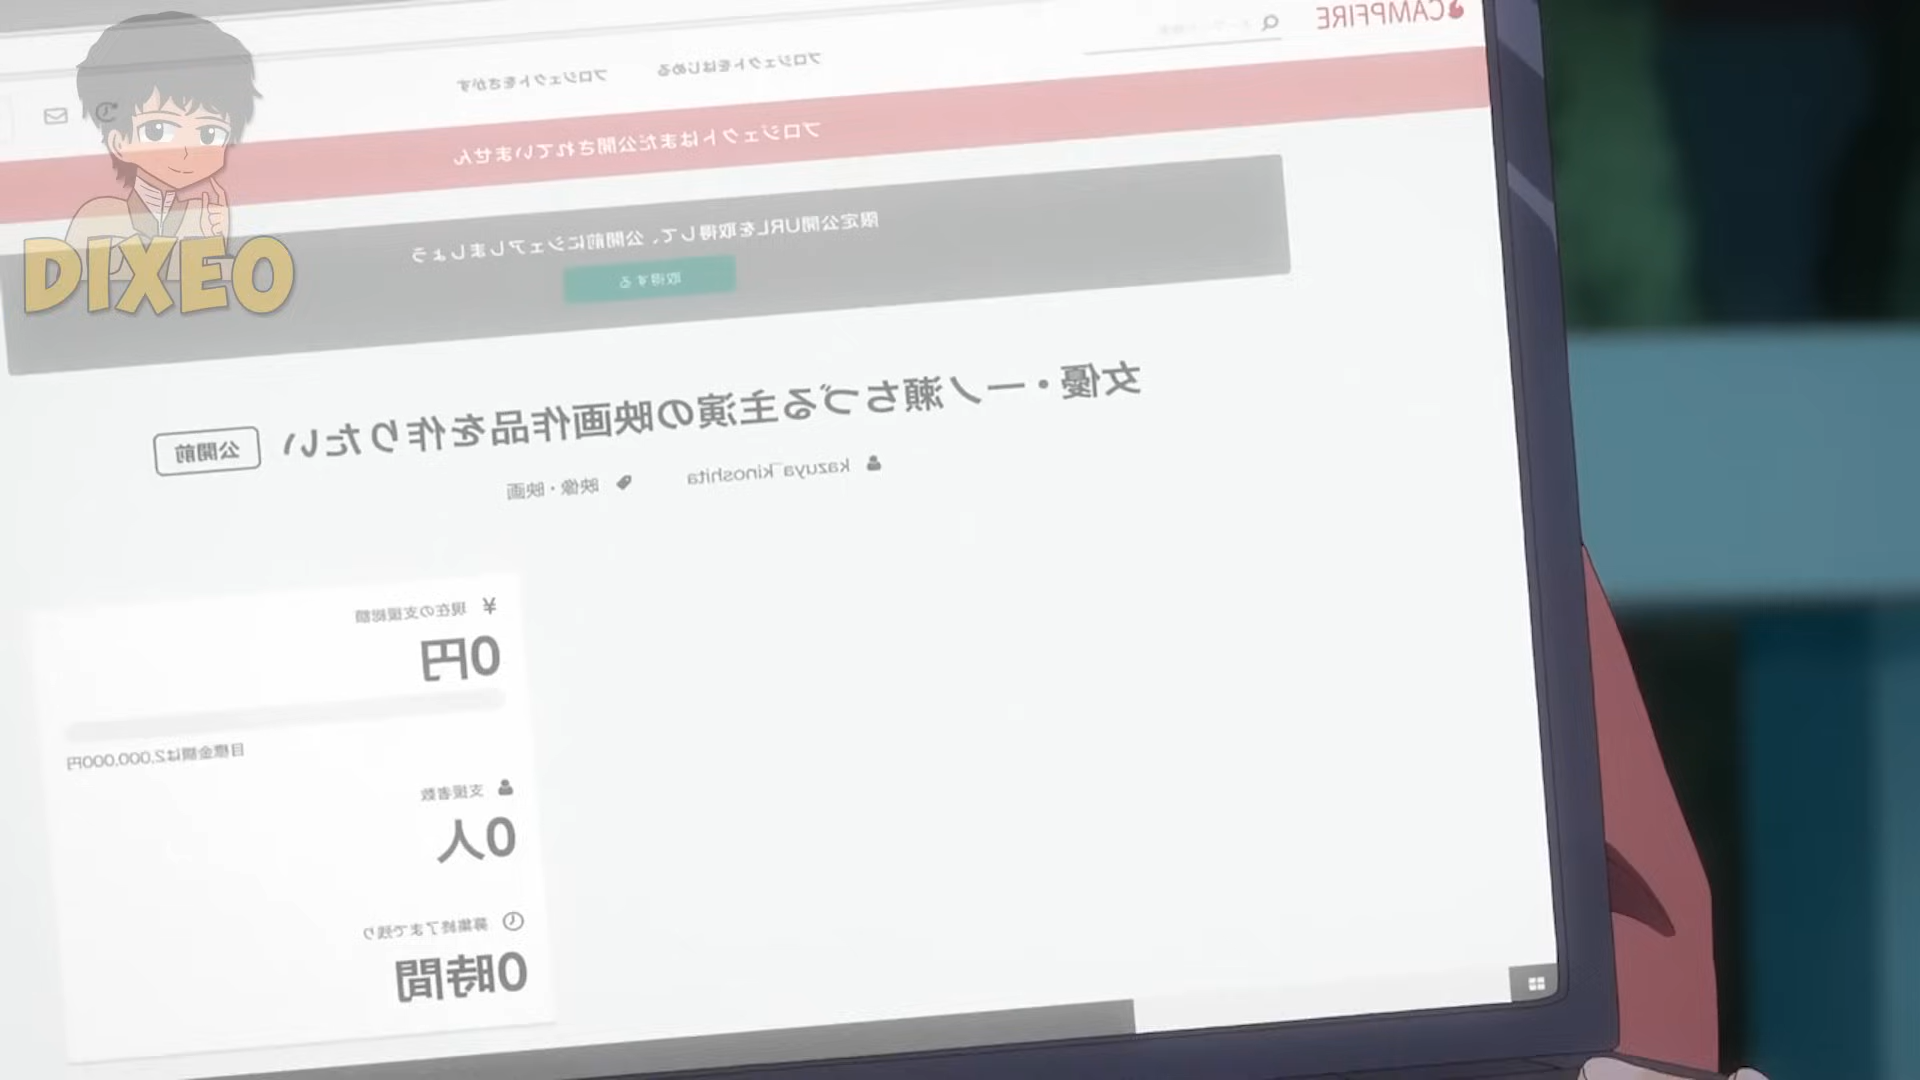 CAMPFIRE
プロジェクトをはじめる
プロジェクトをさがす
プロジェクトはまだ公開されていません
限定公開URLを取得して、公開前にシェアしましょう
取得する
女優・一ノ瀬ちづる主演の映画作品を作りたい
公開前
kazuya_kinoshita
映像・映画
¥ 現在の支援総額
0円
目標金額は2,000,000円
支援者数
0人
募集終了まで残り
0時間
DIXEO